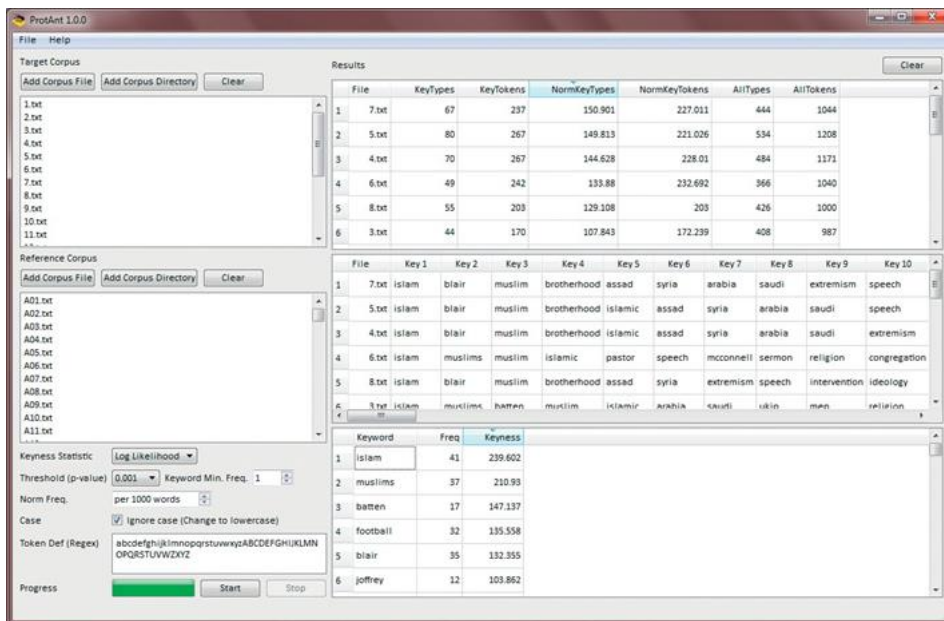 ProtAnt 1.0.0
File Help
Target Corpus
Add Corpus File Add Corpus Directory Clear
1.txt
2.txt
3.txt
4.txt
5.txt
6.txt
7.txt
8.txt
9.txt
10.txt
11.txt
Reference Corpus
Add Corpus File Add Corpus Directory Clear
A01.txt
A02.txt
A03.txt
A04.txt
A05.txt
A06.txt
A07.txt
A08.txt
A09.txt
A10.txt
A11.txt
Keyness Statistic Log Likelihood
Threshold (p-value) 0.001 Keyword Min. Freq. 1
Norm Freq. per 1000 words
Case Ignore case (Change to lowercase)
Token Def (Regex) abcdefghijklmnopqrstuvwxyzABCDEFGHIJKLMN
OPQRSTUVWZXYZ
Progress Start Stop
Results Clear
File KeyTypes KeyTokens NormKeyTypes NormKeyTokens AllTypes AllTokens
1 7.txt 67 237 150.901 227.011 444 1044
2 5.txt 80 267 149.813 221.026 534 1208
3 4.txt 70 267 144.628 228.01 484 1171
4 6.txt 49 242 133.88 232.692 366 1040
5 8.txt 55 203 129.108 203 426 1000
6 3.txt 44 170 107.843 172.239 408 987
File Key 1 Key 2 Key 3 Key 4 Key 5 Key 6 Key 7 Key 8 Key 9 Key 10
1 7.txt islam blair muslim brotherhood assad syria arabia saudi extremism speech
2 5.txt islam blair muslim brotherhood islamic assad syria arabia saudi speech
3 4.txt islam blair muslim brotherhood islamic assad syria arabia saudi extremism
4 6.txt islam muslims muslim islamic pastor speech mcconnell sermon religion congregation
5 8.txt islam blair muslim brotherhood assad syria extremism speech intervention ideology
6 3.txt islam muslims batten muslim islamic arabia saudi ukip men religion
Keyword Freq Keyness
1 islam 41 239.602
2 muslims 37 210.93
3 batten 17 147.137
4 football 32 135.558
5 blair 35 132.355
6 joffrey 12 103.862